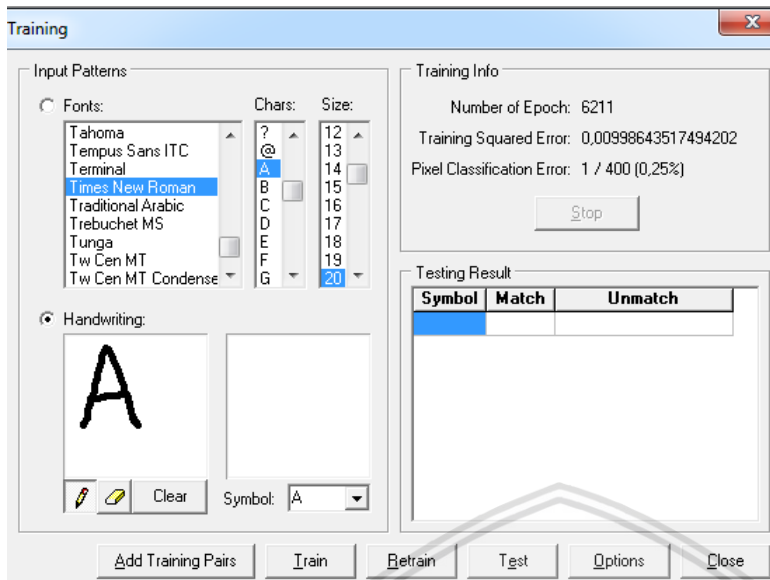 Training
Input Patterns
Fonts:
Chars:
Size:
Tahoma
Tempus Sans ITC
Terminal
Times New Roman
Traditional Arabic
Trebuchet MS
Tunga
Tw Cen MT
Tw Cen MT Condense
?
@
A
B
C
D
E
F
G
12
13
14
15
16
17
18
19
20
Handwriting:
A
Clear
Symbol: A
Training Info
Number of Epoch: 6211
Training Squared Error: 0,00998643517494202
Pixel Classification Error: 1 / 400 (0,25%)
Stop
Testing Result
Symbol Match Unmatch
Add Training Pairs Train Retrain Test Options Close